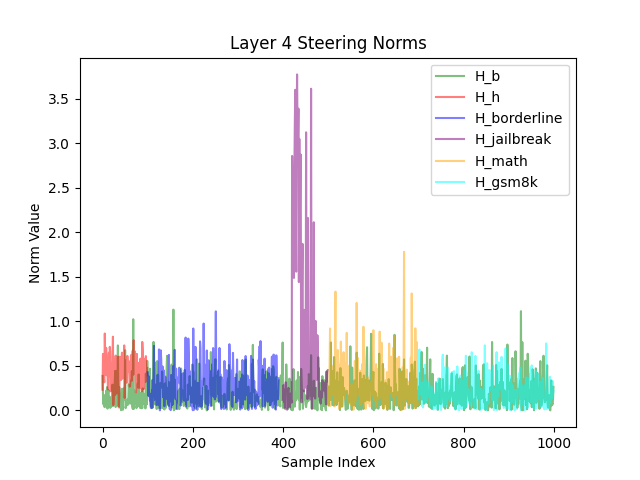 Layer 4 Steering Norms
H_b
H_h
H_borderline
H_jailbreak
H_math
H_gsm8k
Norm Value
3.5
3.0
2.5
2.0
1.5
1.0
0.5
0.0
0
200
400
600
800
1000
Sample Index